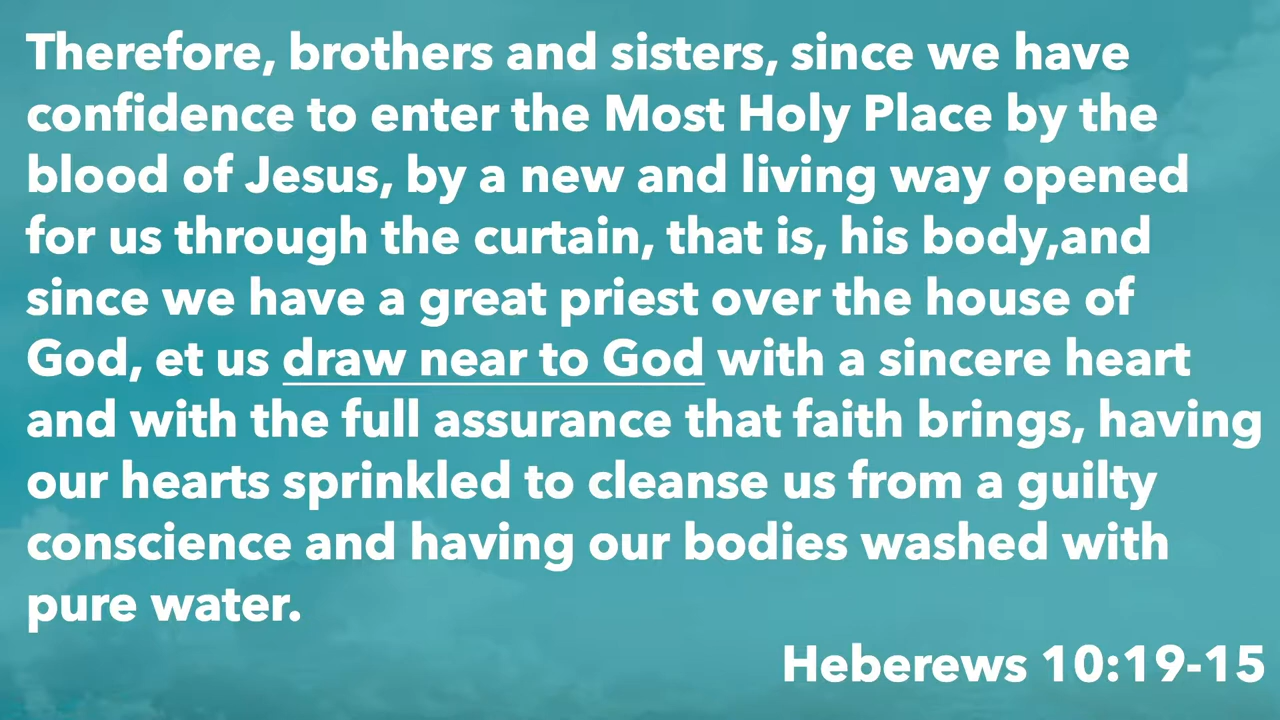 Therefore, brothers and sisters, since we have
confidence to enter the Most Holy Place by the
blood of Jesus, by a new and living way opened
for us through the curtain, that is, his body,and
since we have a great priest over the house of
God, et us draw near to God with a sincere heart
and with the full assurance that faith brings, having
our hearts sprinkled to cleanse us from a guilty
conscience and having our bodies washed with
pure water.
Heberews 10:19-15